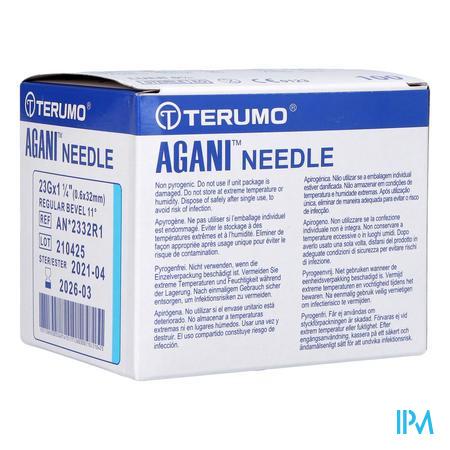 TERUMO®
AGANI™ NEEDLE
23Gx1 ¼" (0.6x32mm)
REGULAR BEVEL 11°
REF AN*2332R1
LOT 210425
STERI/STER 2021-04
2026-03
100
TERUMO®
AGANI™ NEEDLE
Non pyrogenic. Do not use if unit package is
damaged. Do not store at extreme temperature or
humidity. Dispose of safely after single use, to
avoid risk of infection.
Apyrogène. Ne pas utiliser si l'emballage individuel
est endommagé. Eviter le stockage à des
températures extrêmes et à l'humidité. Eliminer de
façon appropriée après usage unique pour éviter le
risque de contamination.
Pyrogenfrei. Nicht verwenden, wenn die
Einzelverpackung beschädigt ist. Vermeiden Sie
extreme Temperaturen und Feuchtigkeit während
der Lagerung. Nach einmaligem Gebrauch sicher
entsorgen, um Infektionsrisiken zu vermeiden.
Apirógena. No utilizar si el envase unitario está
deteriorado. No almacenar a temperaturas
extremas ni en lugares húmedos. Usar una vez y
destruir. El uso compartido constituye riesgo de
infección.
Apirogénica. Não utilizar se a embalagem individual
estiver danificada. Não armazenar em condições de
temperatura e humidade extremas. Após utilização
única, eliminar de maneira adequada para evitar o risco
de infecções.
Apirogeno. Non utilizzare se la confezione
individuale non è integra. Non conservare a
temperature eccessive o in luoghi umidi. Dopo
averlo usato una sola volta, disfarsi del prodotto in
adeguate condizioni di sicurezza per evitare rischi
di infezione.
Pyrogeenvrij. Niet gebruiken wanneer de
eenheidsverpakking beschadigd is. Vermijd
extreme temperaturen en vochtigheid tijdens de
opslag. Na eenmalig gebruik veilig verwijderen
om infectiegevaar te vermijden.
Pyrogenfri. Får ej användas om
styckförpackningen är skadad. Förvaras ej vid
extrem temperatur eller fuktighet. Efter
engångsanvändning, kassera på ett säkert och
ändamålsenligt sätt för att undvika infektionsrisk.
IPM